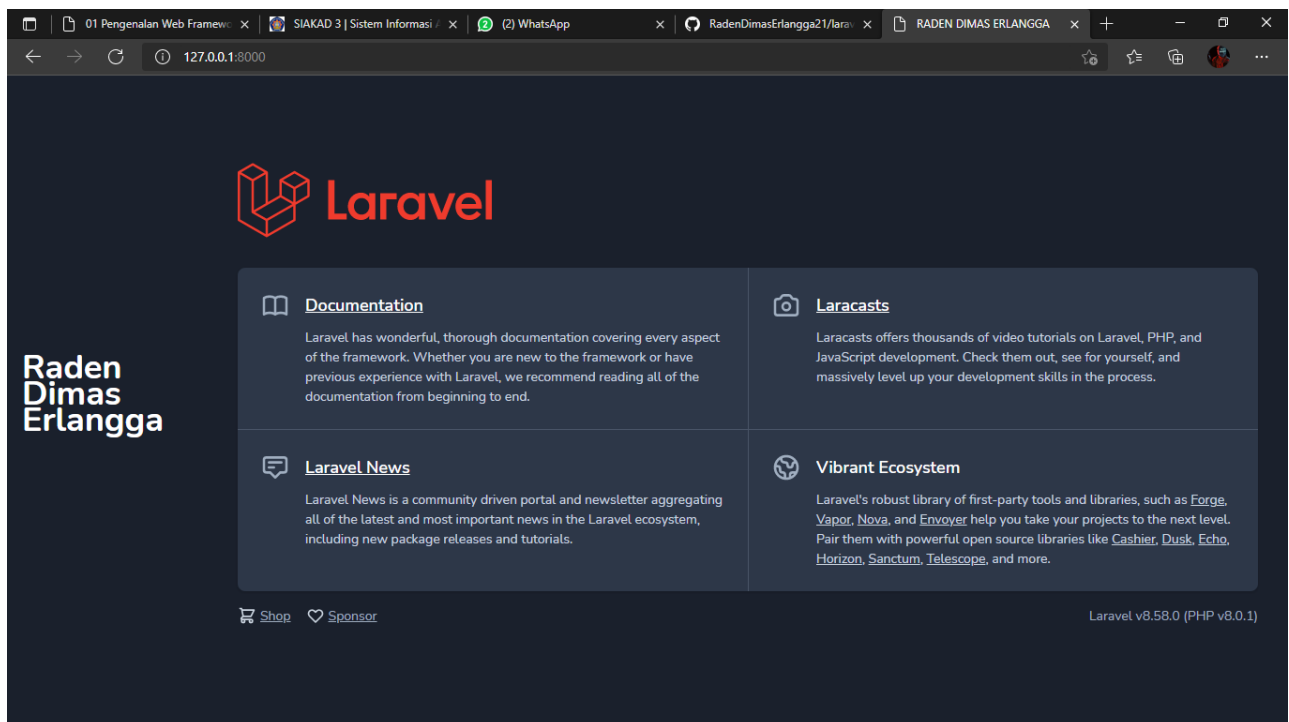 01 Pengenalan Web Framewo
SIAKAD 3 | Sistem Informasi A
(2) WhatsApp
RadenDimasErlangga21/larav
RADEN DIMAS ERLANGGA
127.0.0.1:8000
Laravel
Raden
Dimas
Erlangga
Documentation
Laravel has wonderful, thorough documentation covering every aspect
of the framework. Whether you are new to the framework or have
previous experience with Laravel, we recommend reading all of the
documentation from beginning to end.
Laracasts
Laracasts offers thousands of video tutorials on Laravel, PHP, and
JavaScript development. Check them out, see for yourself, and
massively level up your development skills in the process.
Laravel News
Laravel News is a community driven portal and newsletter aggregating
all of the latest and most important news in the Laravel ecosystem,
including new package releases and tutorials.
Vibrant Ecosystem
Laravel's robust library of first-party tools and libraries, such as Forge,
Vapor, Nova, and Envoyer help you take your projects to the next level.
Pair them with powerful open source libraries like Cashier, Dusk, Echo,
Horizon, Sanctum, Telescope, and more.
Shop
Sponsor
Laravel v8.58.0 (PHP v8.0.1)